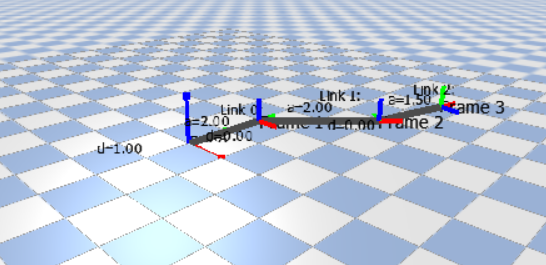 Link 0:
a=2.00
d=0.00
d=1.00
Link 1:
a=2.00
d=0.00
Frame 1
Link 2:
a=1.50
Frame 2
Frame 3